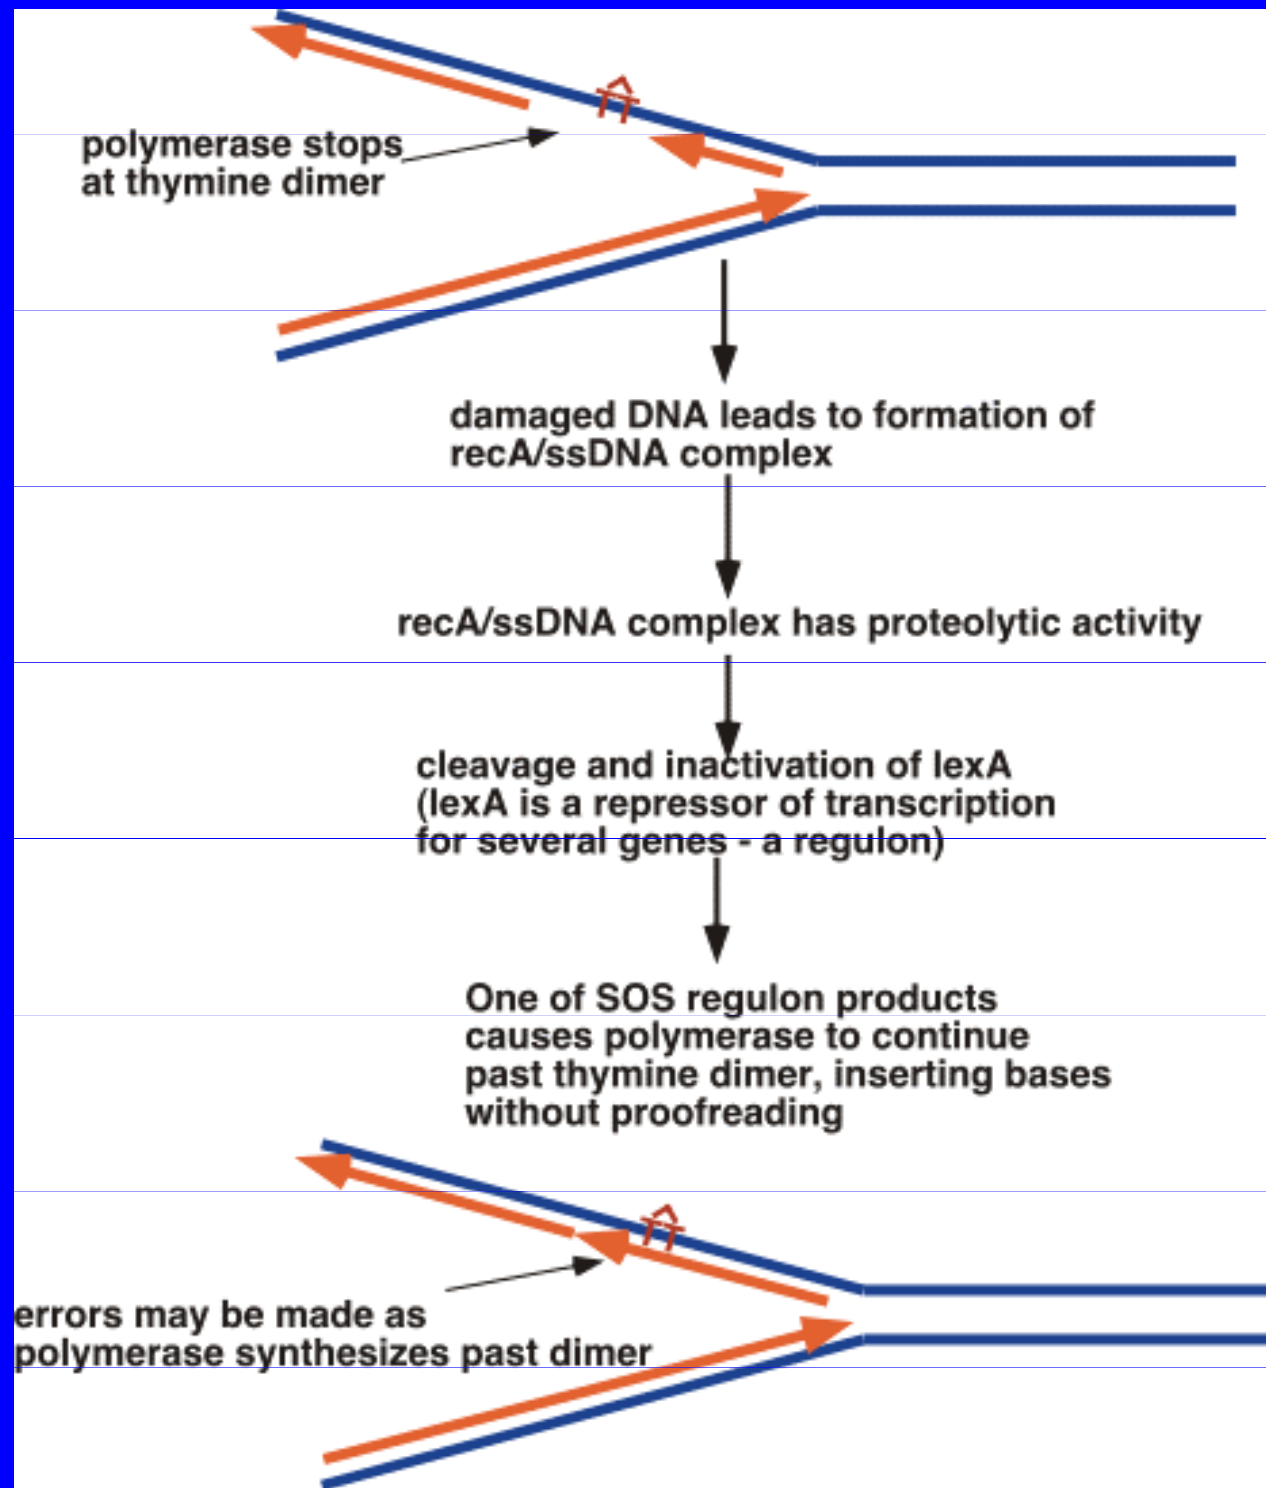 TT
polymerase stops
at thymine dimer
damaged DNA leads to formation of
recA/ssDNA complex
recA/ssDNA complex has proteolytic activity
cleavage and inactivation of lexA
(lexA is a repressor of transcription
for several genes - a regulon)
One of SOS regulon products
causes polymerase to continue
past thymine dimer, inserting bases
without proofreading
TT
errors may be made as
polymerase synthesizes past dimer